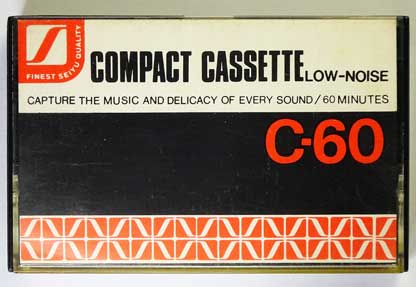 FINEST SEIYU QUALITY
COMPACT CASSETTE LOW-NOISE
CAPTURE THE MUSIC AND DELICACY OF EVERY SOUND/60 MINUTES
C-60